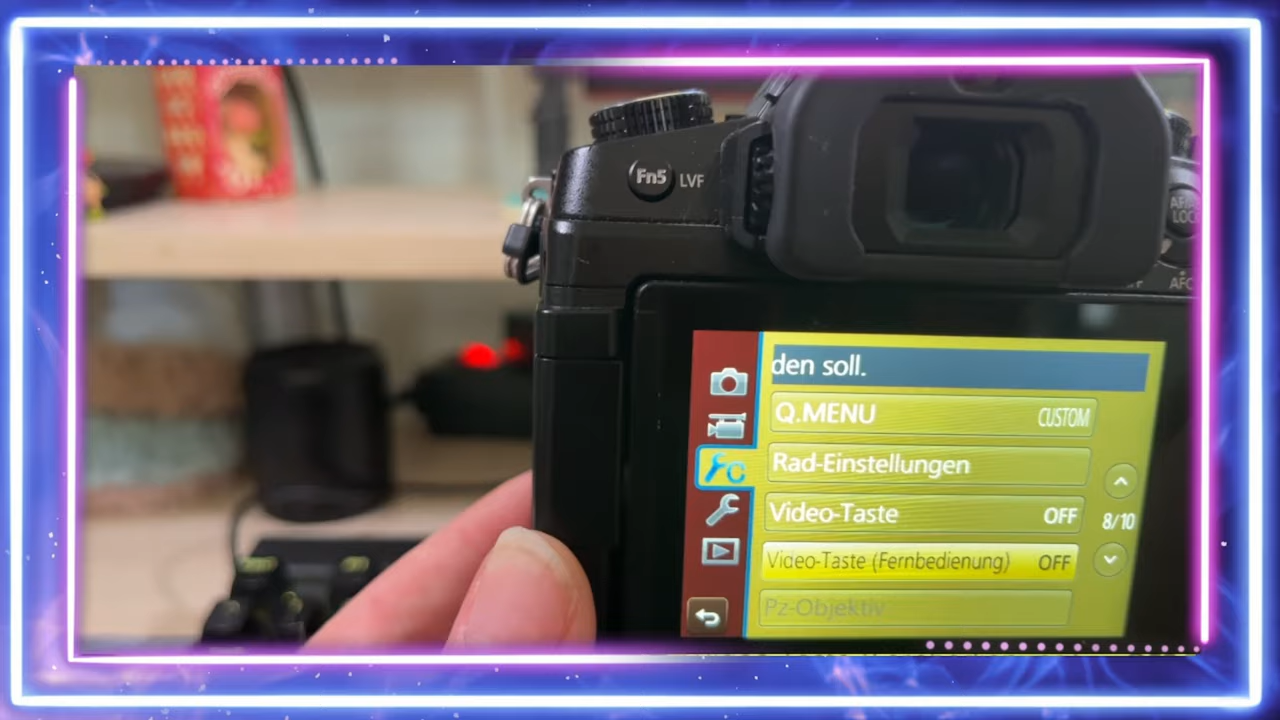 Fn5 LVF
den soll.
Q.MENU CUSTOM
Rad-Einstellungen
Video-Taste OFF
8/10
Video-Taste (Fernbedienung) OFF
Pz-Objektiv